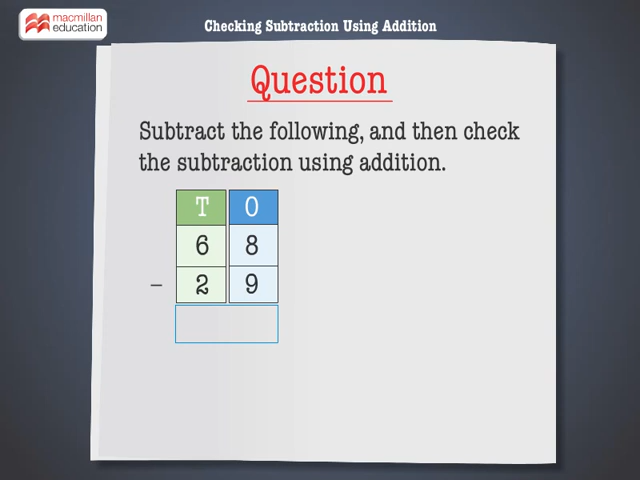 macmillan
education
Checking Subtraction Using Addition
Question
Subtract the following, and then check
the subtraction using addition.
T O
6 8
– 2 9